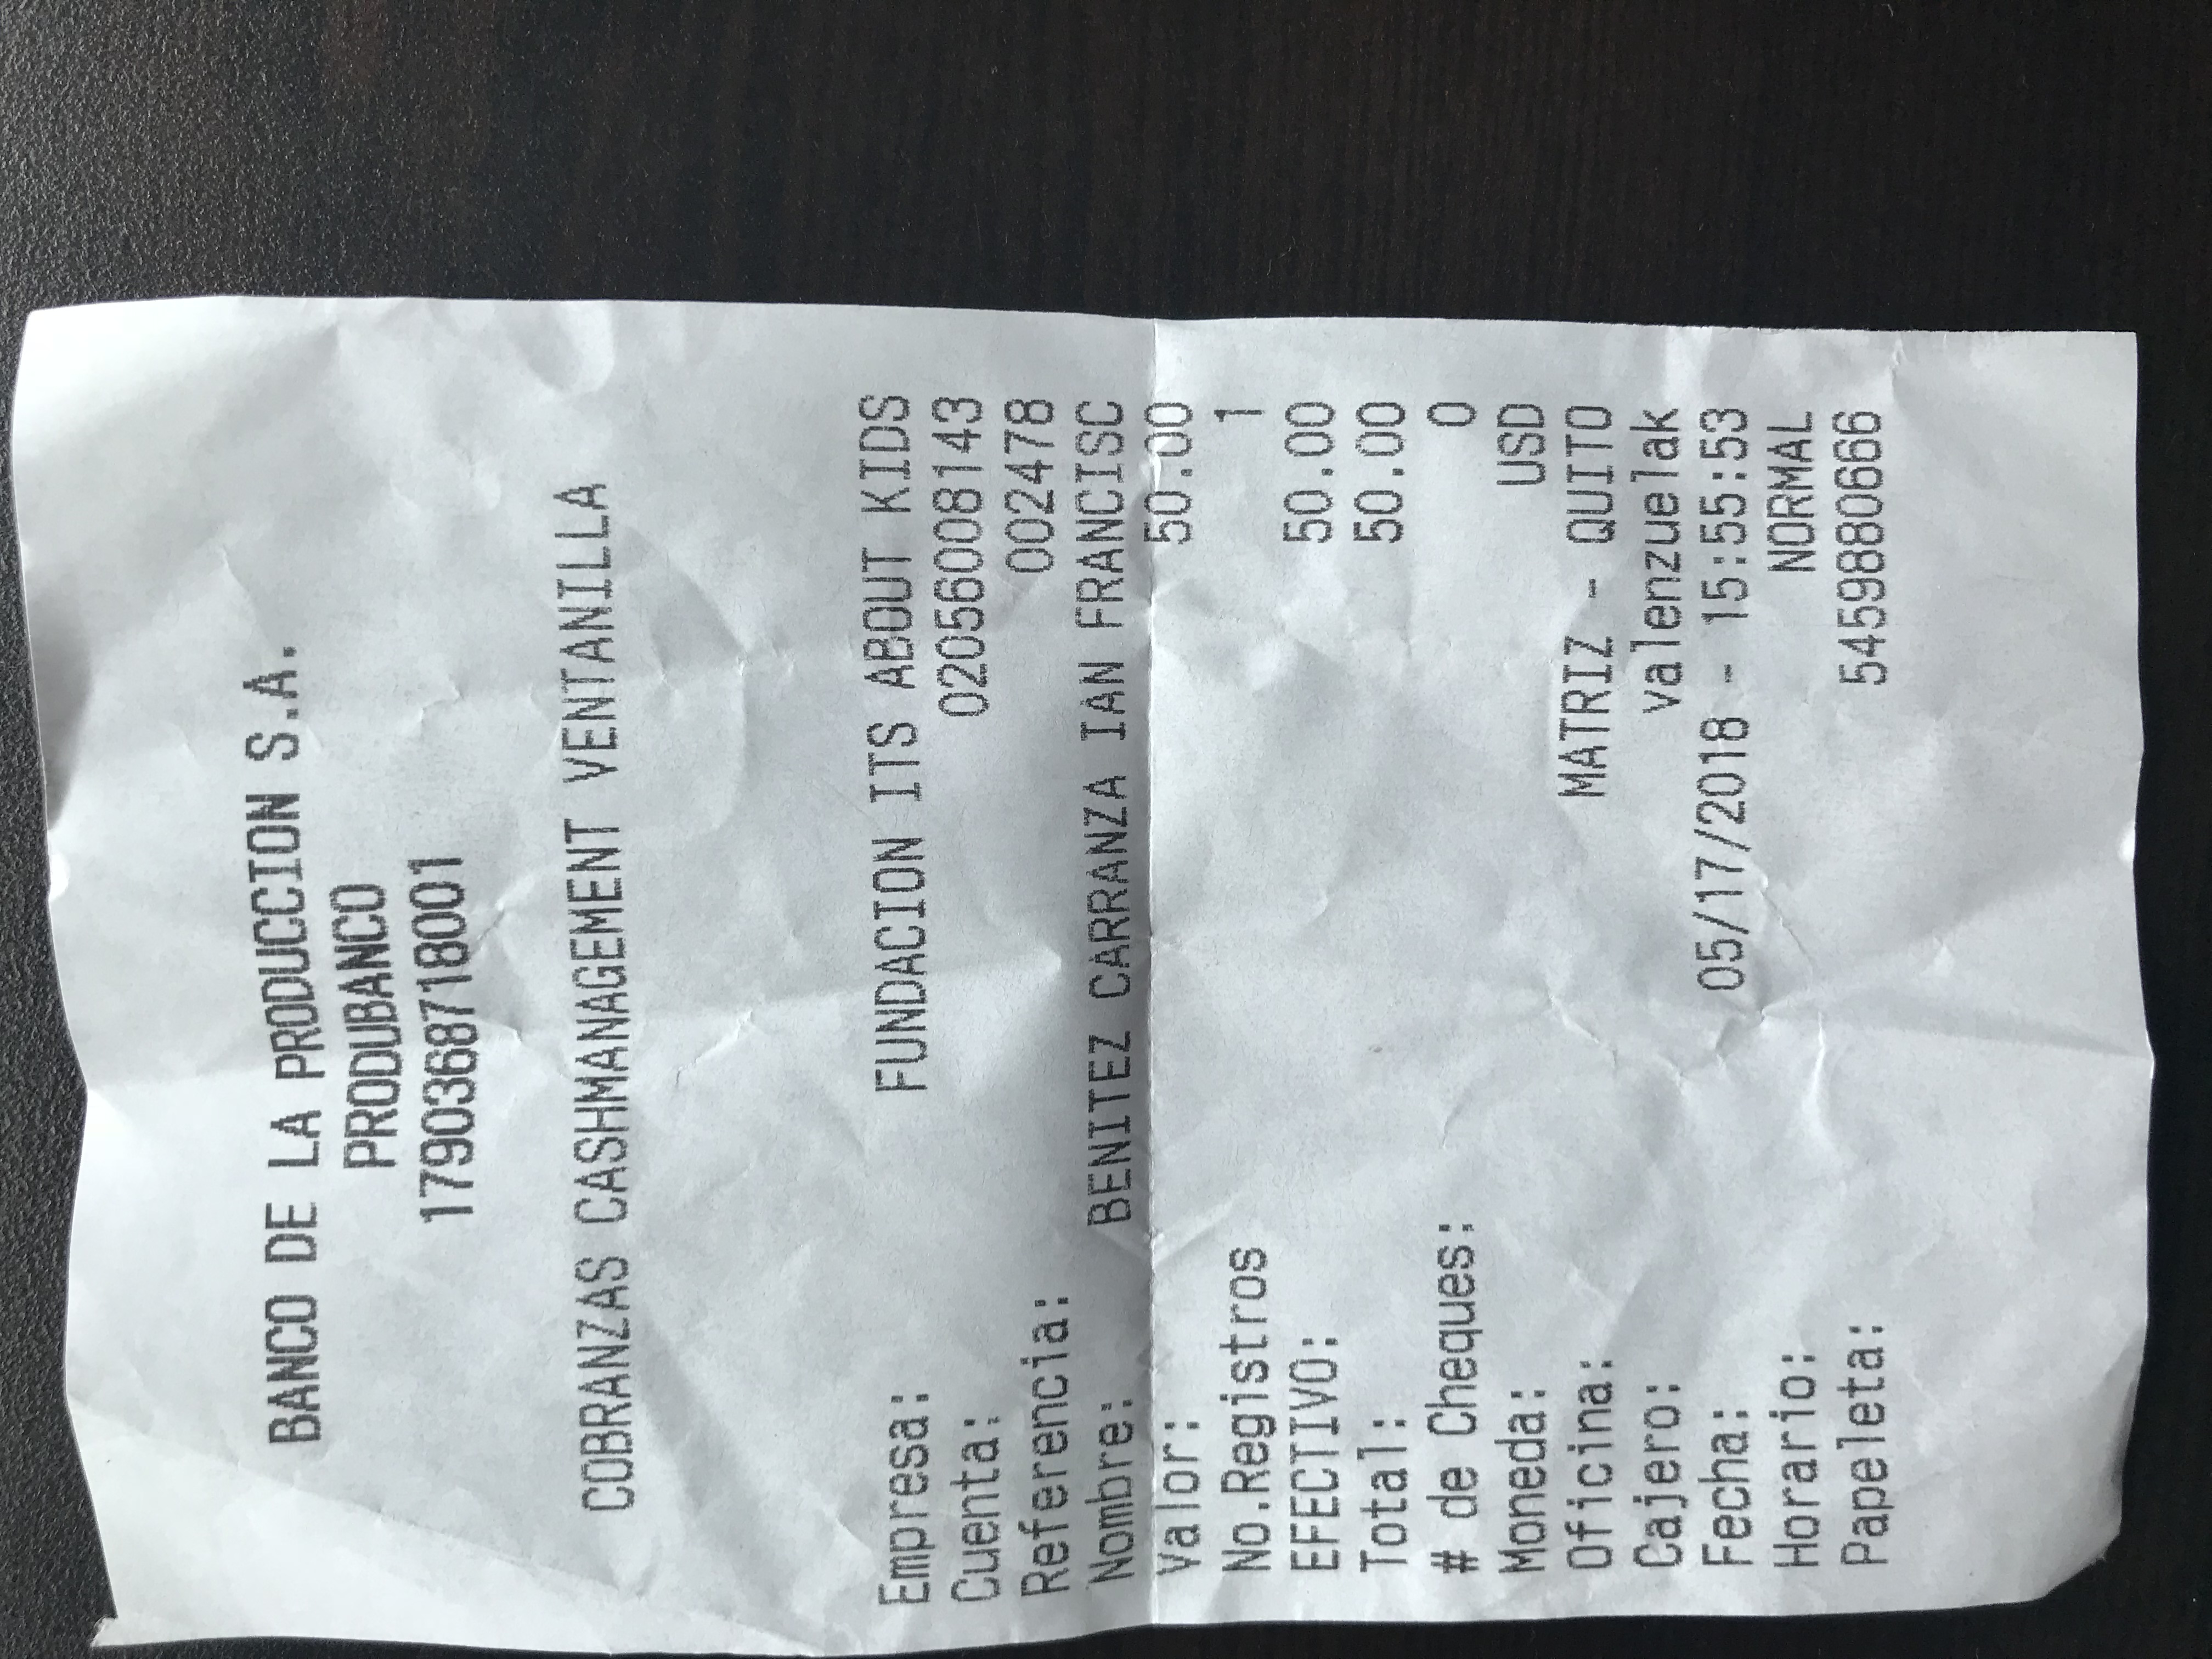 BANCO DE LA PRODUCCION S.A.
PRODUBANCO
1790368718001
COBRANZAS CASHMANAGEMENT VENTANILLA
Empresa: FUNDACION ITS ABOUT KIDS
Cuenta: 02056008143
Referencia: 002478
Nombre: BENITEZ CARRANZA IAN FRANCISC
Valor: 50.00
No.Registros 1
EFECTIVO: 50.00
Total: 50.00
# de Cheques: 0
Moneda: USD
Oficina: MATRIZ - QUITO
Cajero: valenzuelak
Fecha: 05/17/2018 - 15:55:53
Horario: NORMAL
Papeleta: 5459880666